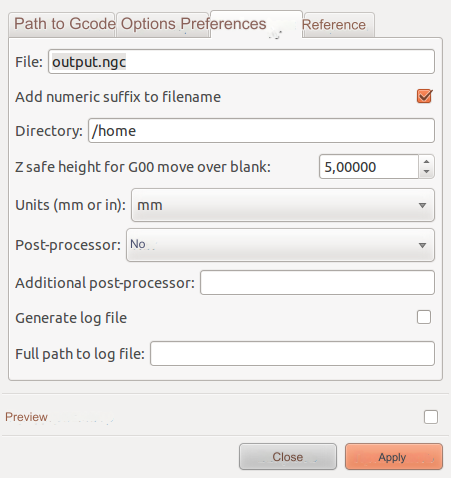 Path to Gcode Options Preferences Reference
File: output.ngc
Add numeric suffix to filename
Directory: /home
Z safe height for G00 move over blank: 5,00000
Units (mm or in): mm
Post-processor: No
Additional post-processor:
Generate log file
Full path to log file:
Preview
Close Apply